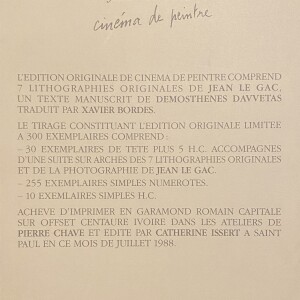 cinéma de peintre
L'EDITION ORIGINALE DE CINEMA DE PEINTRE COMPREND
7 LITHOGRAPHIES ORIGINALES DE JEAN LE GAC,
UN TEXTE MANUSCRIT DE DEMOSTHENES DAVVETAS
TRADUIT PAR XAVIER BORDES.
LE TIRAGE CONSTITUANT L'EDITION ORIGINALE LIMITEE
A 300 EXEMPLAIRES COMPREND :
– 30 EXEMPLAIRES DE TETE PLUS 5 H.C. ACCOMPAGNES
D'UNE SUITE SUR ARCHES DES 7 LITHOGRAPHIES ORIGINALES
ET DE LA PHOTOGRAPHIE DE JEAN LE GAC.
– 255 EXEMPLAIRES SIMPLES NUMEROTES.
– 10 EXEMLAIRES SIMPLES H.C.
ACHEVE D'IMPRIMER EN GARAMOND ROMAIN CAPITALE
SUR OFFSET CENTAURE IVOIRE DANS LES ATELIERS DE
PIERRE CHAVE ET EDITE PAR CATHERINE ISSERT A SAINT
PAUL EN CE MOIS DE JUILLET 1988.